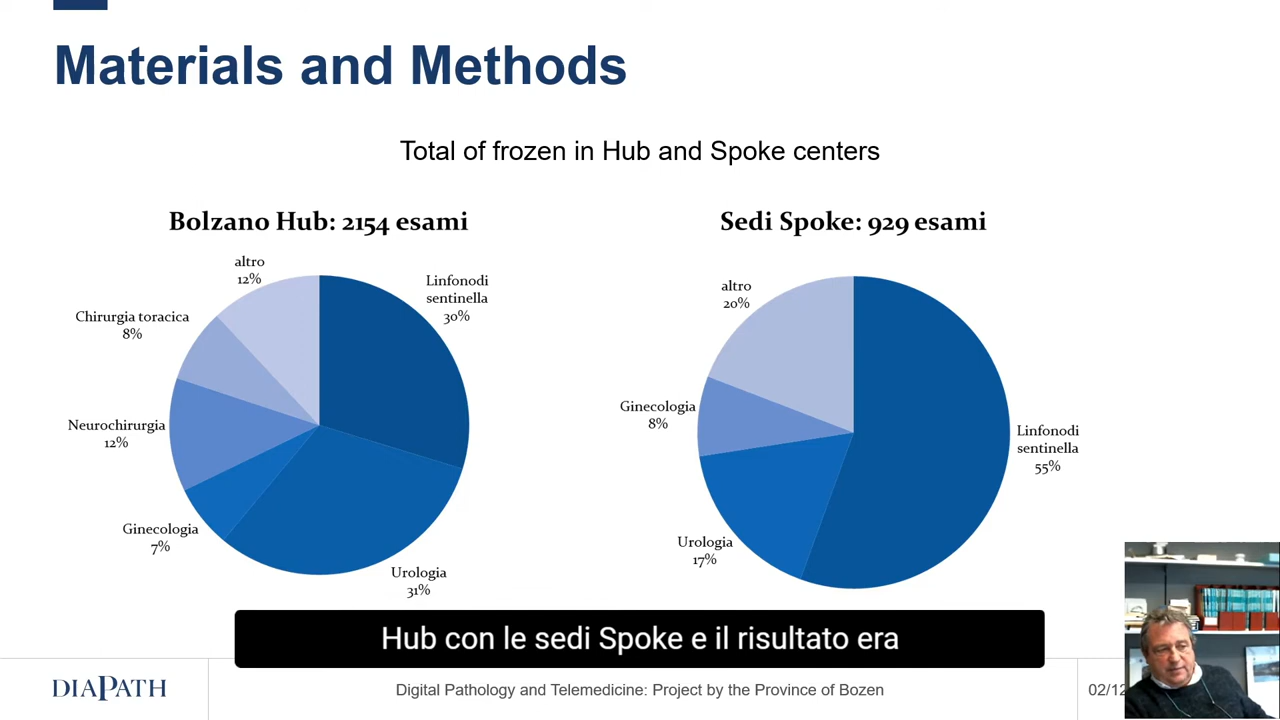 Materials and Methods
Total of frozen in Hub and Spoke centers
Bolzano Hub: 2154 esami
altro
12%
Linfonodi
sentinella
30%
Chirurgia toracica
8%
Neurochirurgia
12%
Ginecologia
7%
Urologia
31%
Sedi Spoke: 929 esami
altro
20%
Ginecologia
8%
Linfonodi
sentinella
55%
Urologia
17%
Hub con le sedi Spoke e il risultato era
DIAPATH
Digital Pathology and Telemedicine: Project by the Province of Bozen
02/12